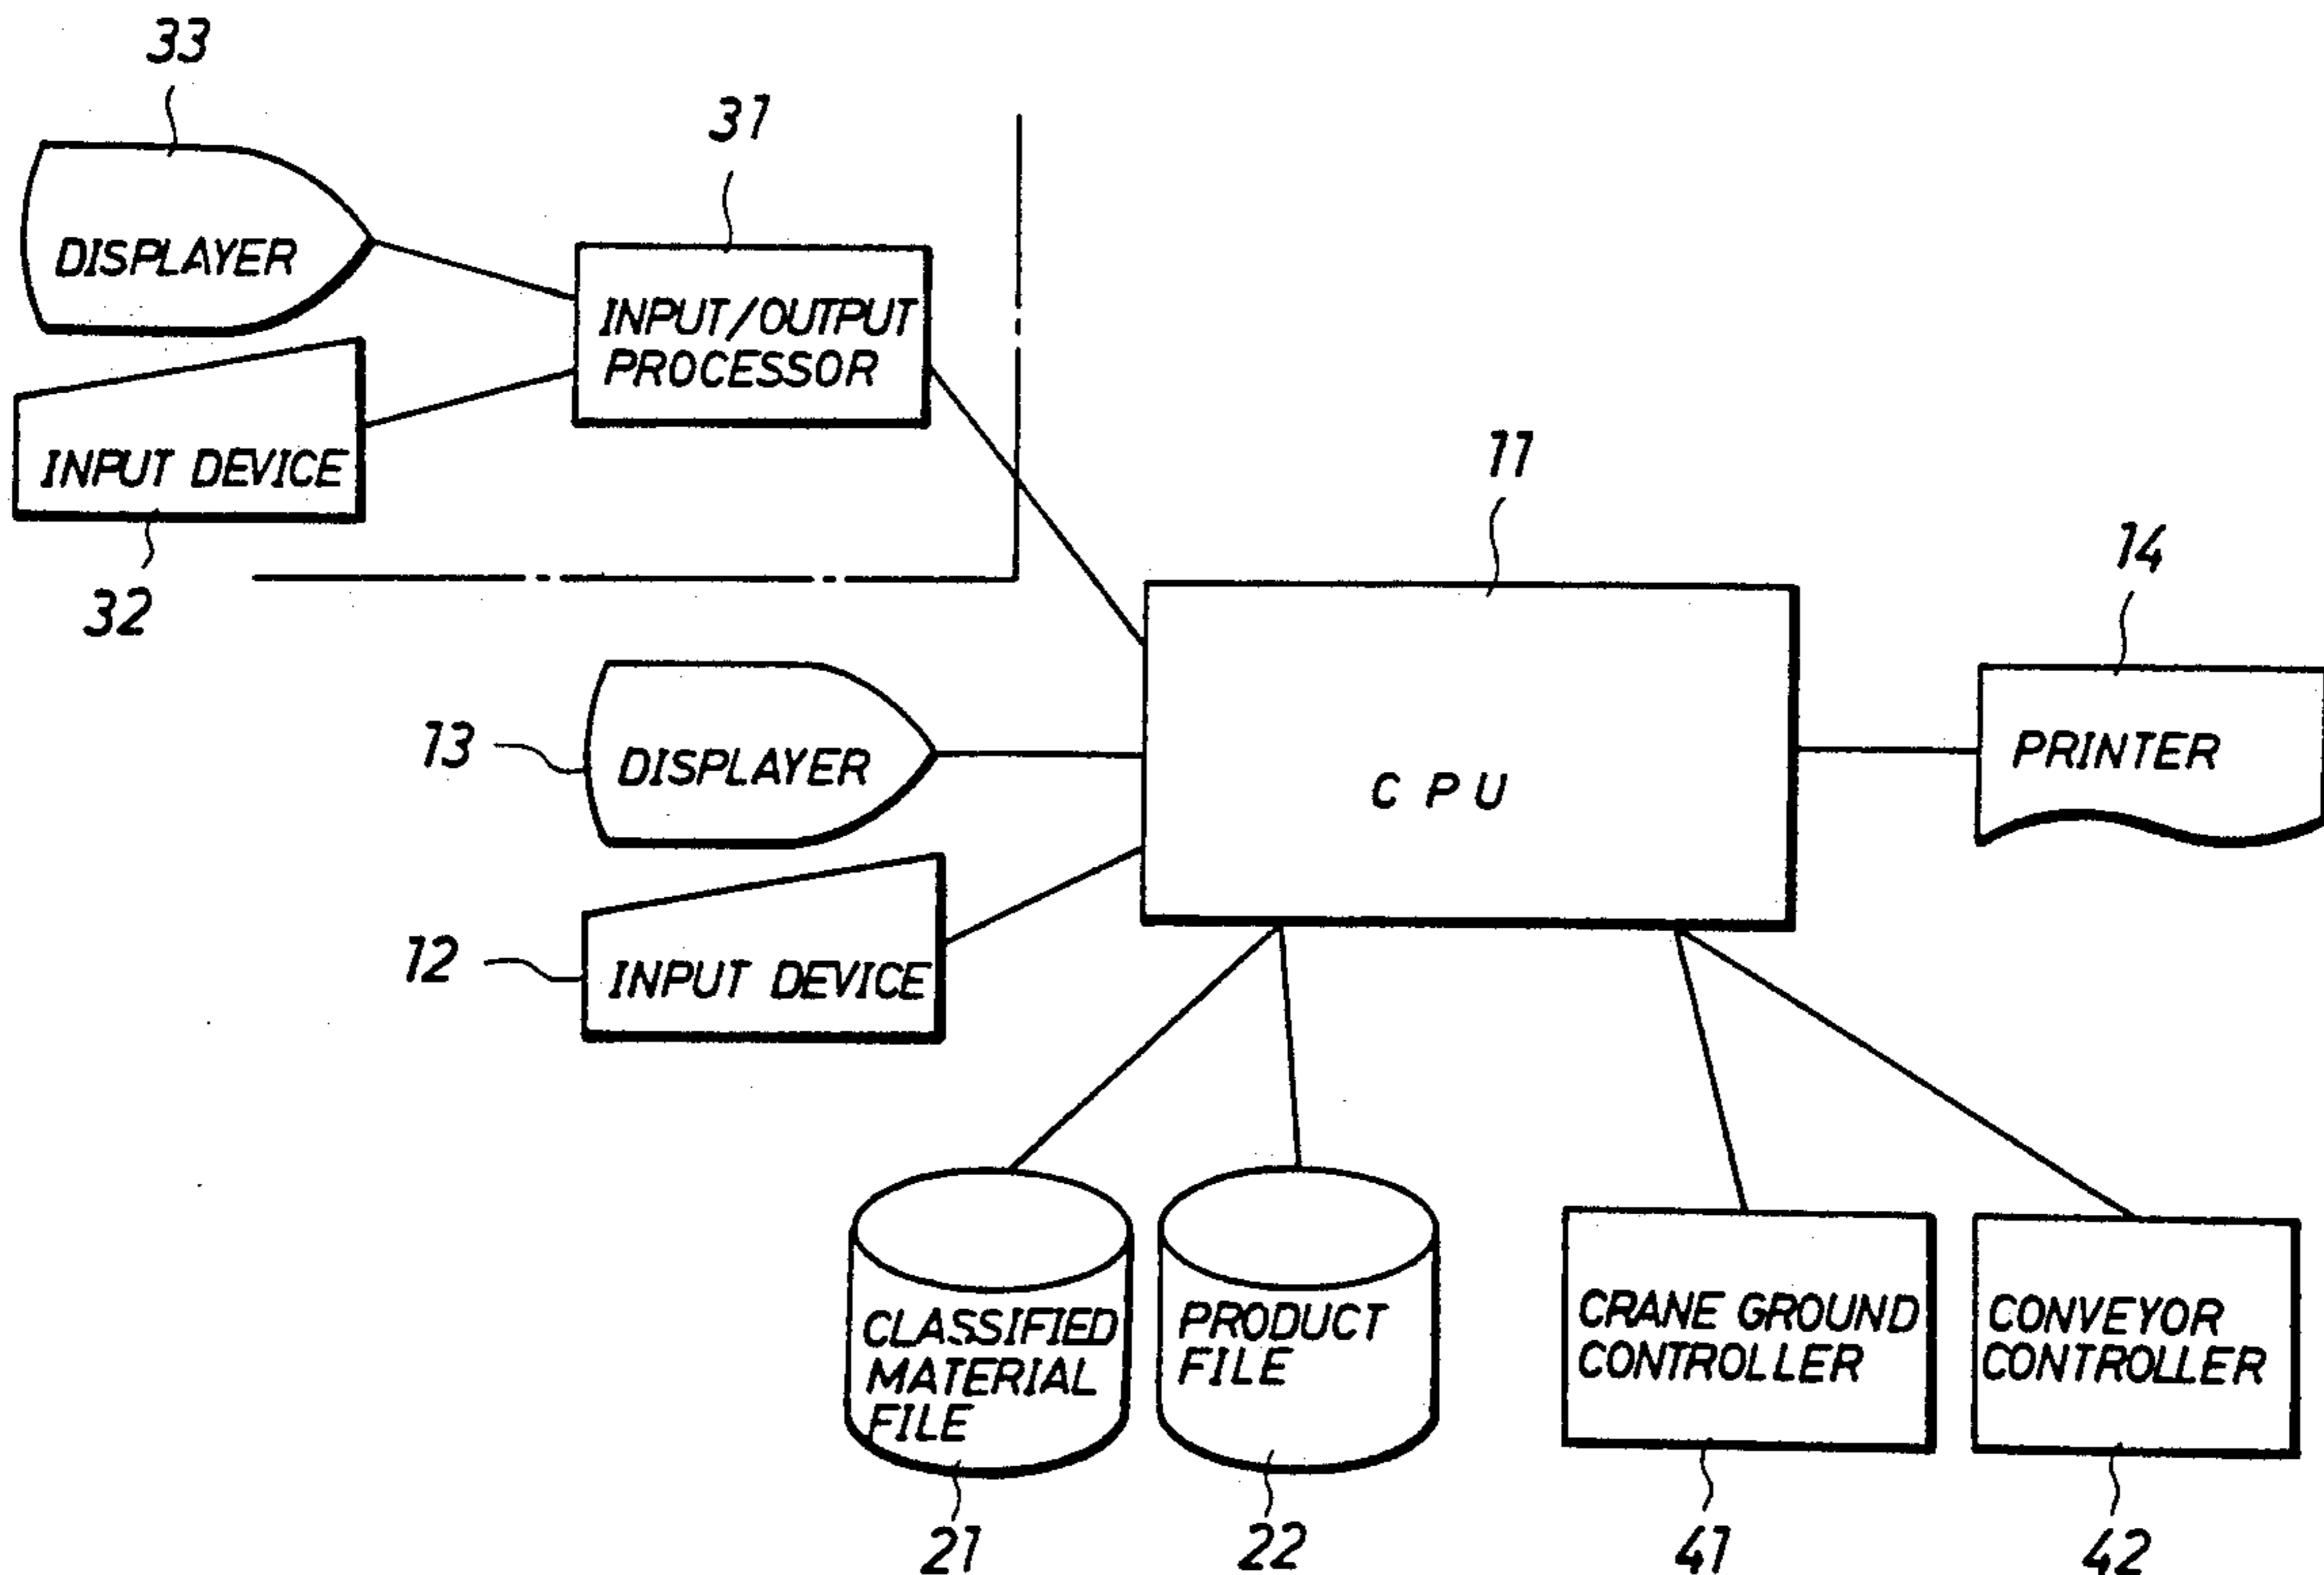 33
31
DISPLAYER
INPUT/OUTPUT
PROCESSOR
INPUT DEVICE
32
11
14
13
DISPLAYER
CPU
PRINTER
12
INPUT DEVICE
CLASSIFIED
MATERIAL
FILE
PRODUCT
FILE
CRANE GROUND
CONTROLLER
CONVEYOR
CONTROLLER
21
22
41
42